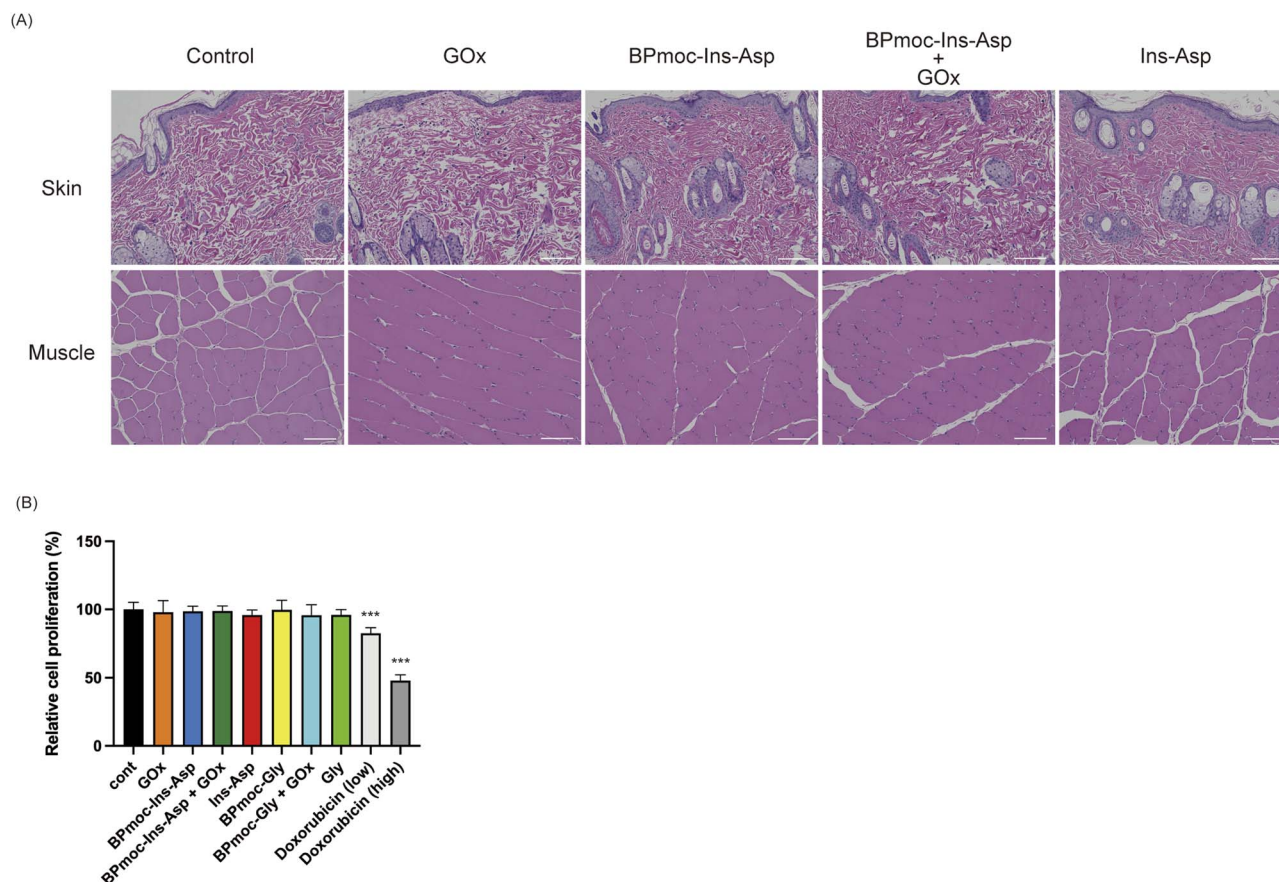 (A)
Control
GOx
BPmoc-Ins-Asp
BPmoc-Ins-Asp
+
GOx
Ins-Asp
Skin
Muscle
(B)
Relative cell proliferation (%)
150
100
50
0
***
***
cont
GOx
BPmoc-Ins-Asp
BPmoc-Ins-Asp + GOx
Ins-Asp
BPmoc-Gly
BPmoc-Gly + GOx
Gly
Doxorubicin (low)
Doxorubicin (high)